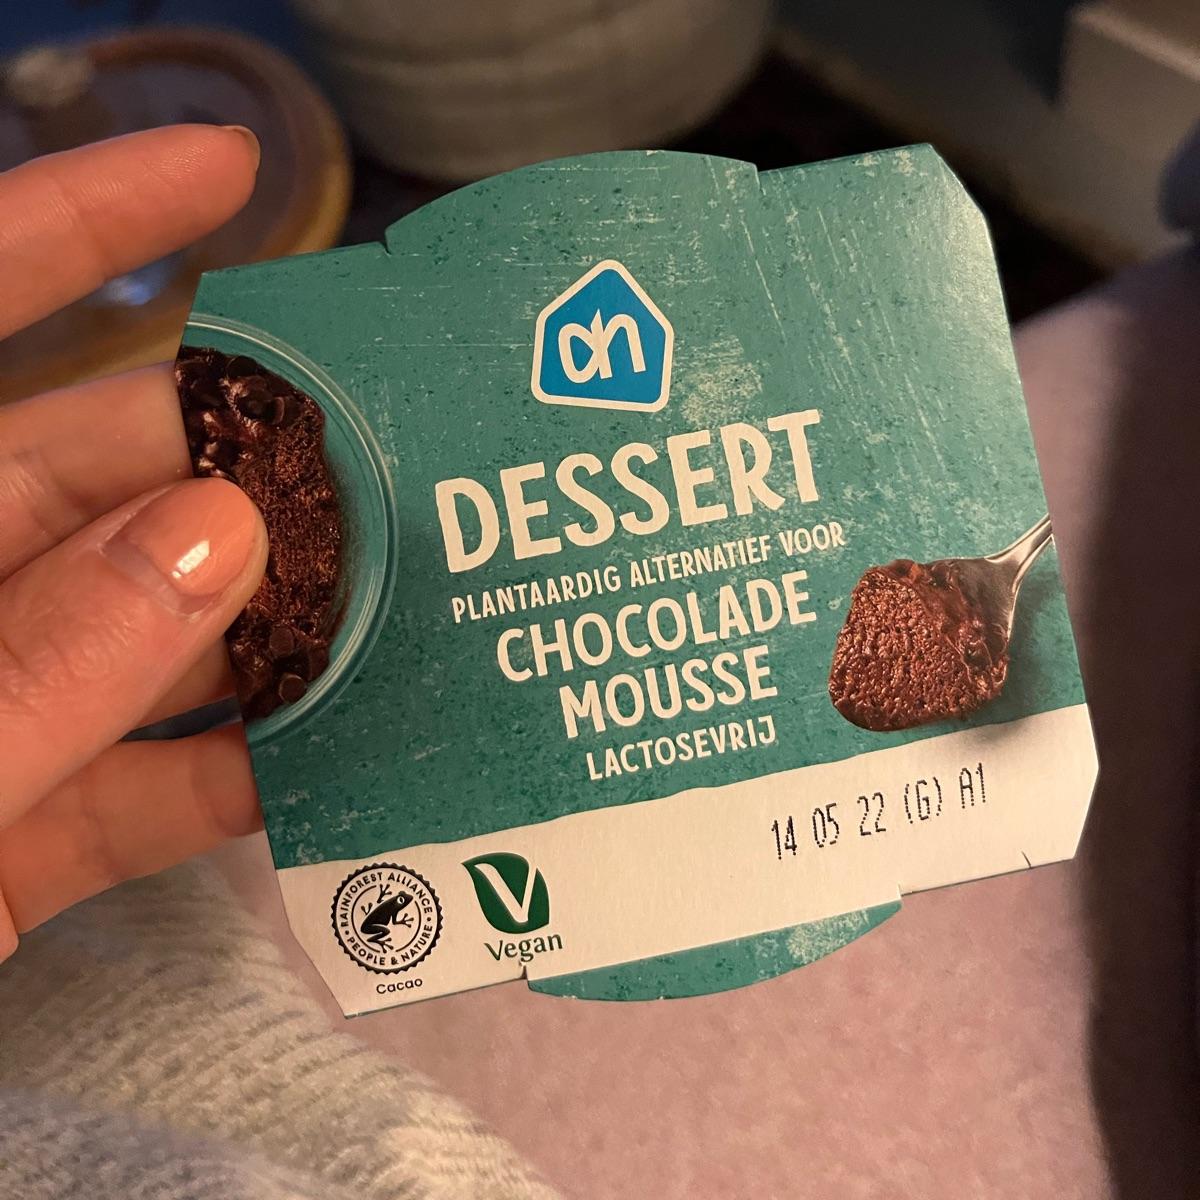 ah
DESSERT
PLANTAARDIG ALTERNATIEF VOOR
CHOCOLADE
MOUSSE
LACTOSEVRIJ
14 05 22 (G) A1
RAINFOREST ALLIANCE
PEOPLE & NATURE
Cacao
V
Vegan